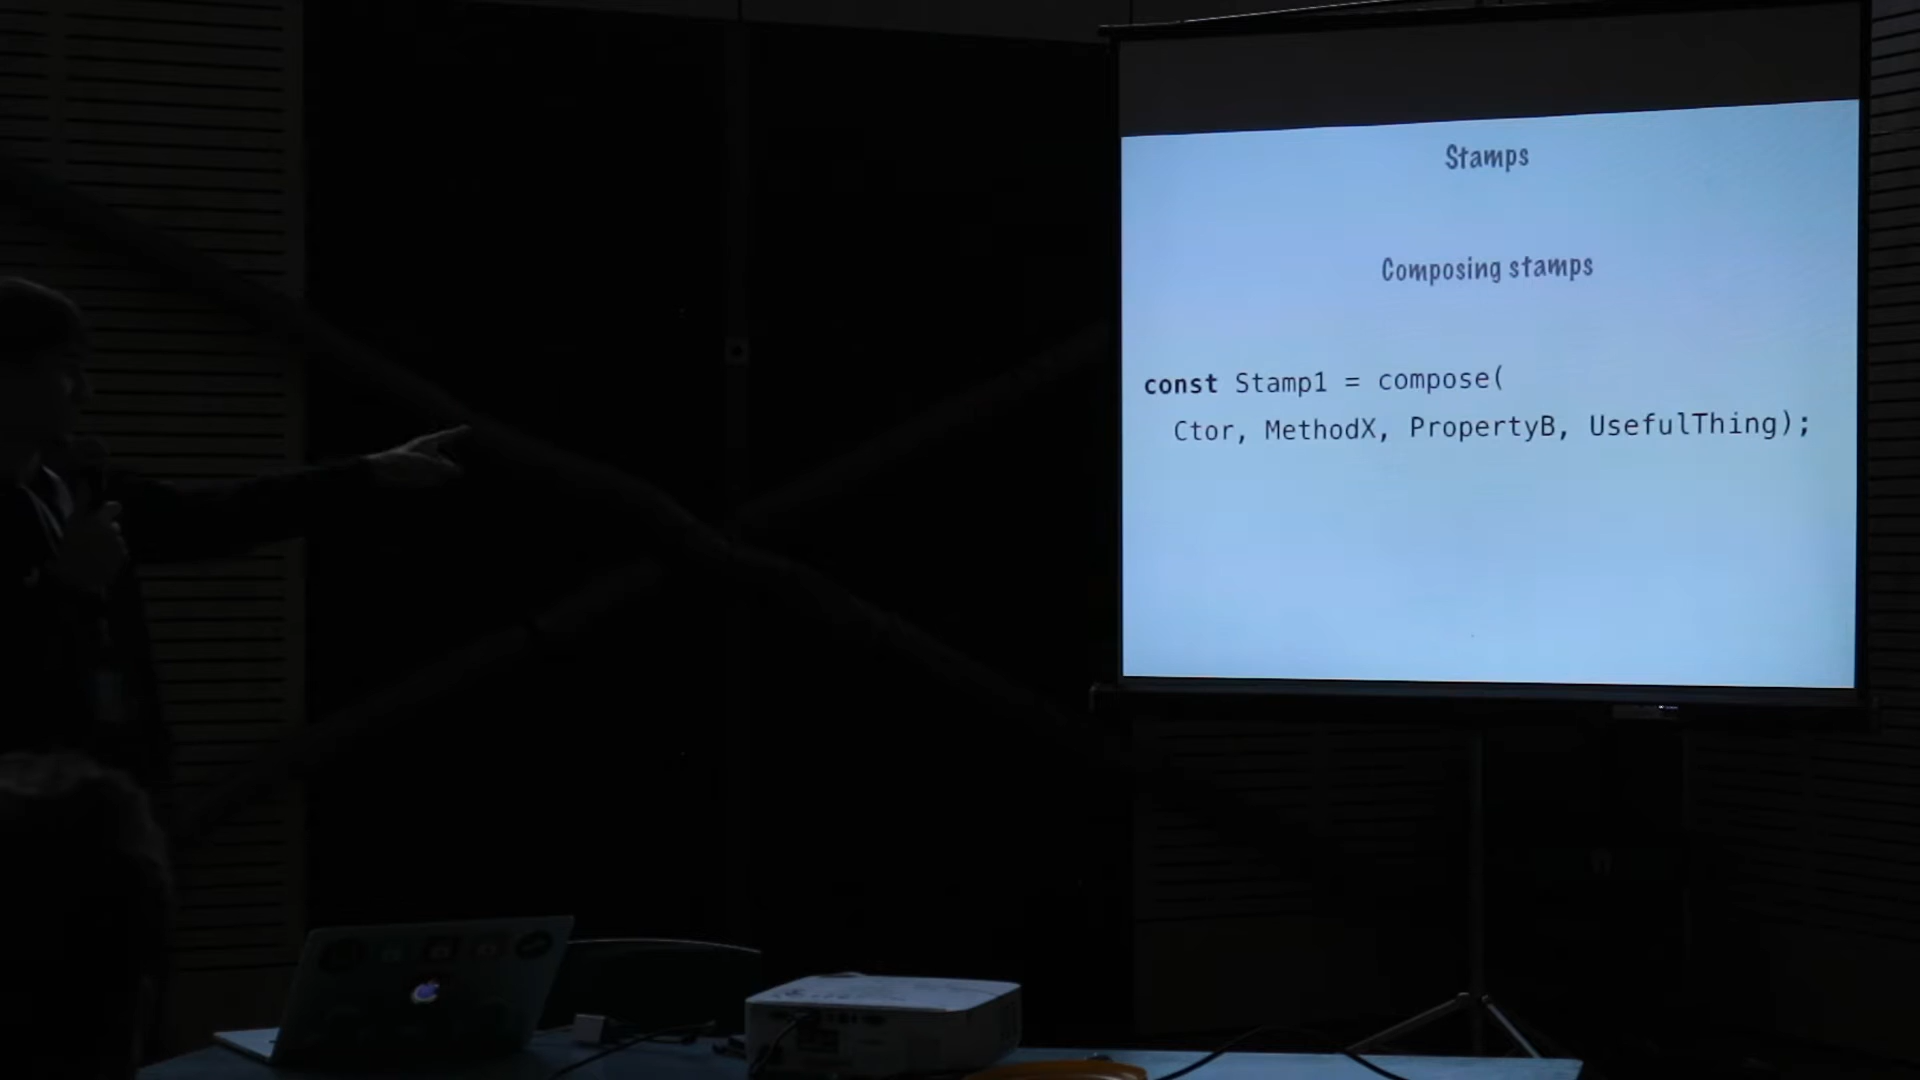 Stamps
Composing stamps
const Stamp1 = compose(
Ctor, MethodX, PropertyB, UsefulThing);